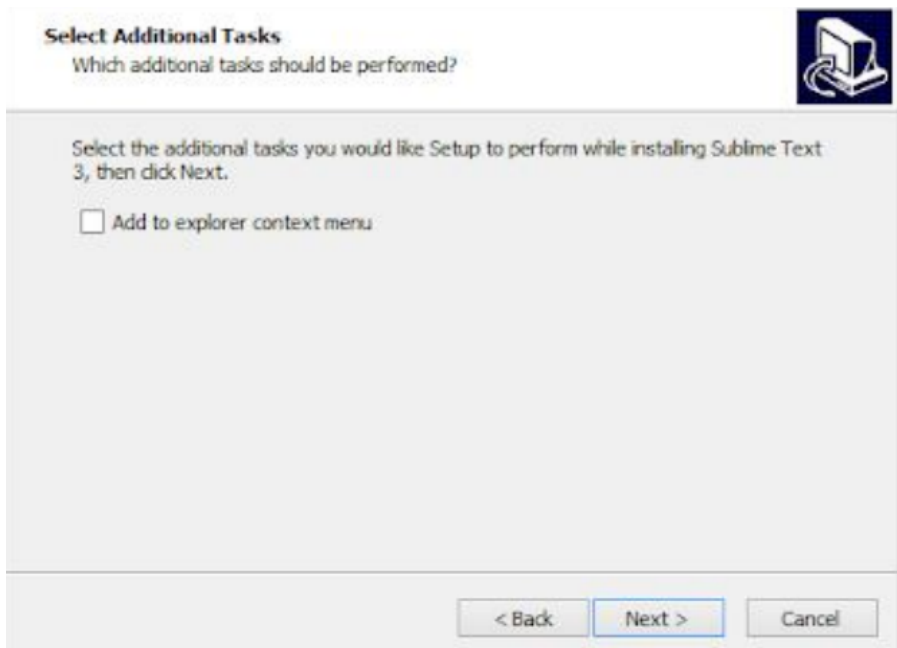 Select Additional Tasks
Which additional tasks should be performed?
Select the additional tasks you would like Setup to perform while installing Sublime Text
3, then click Next.
Add to explorer context menu
< Back Next > Cancel